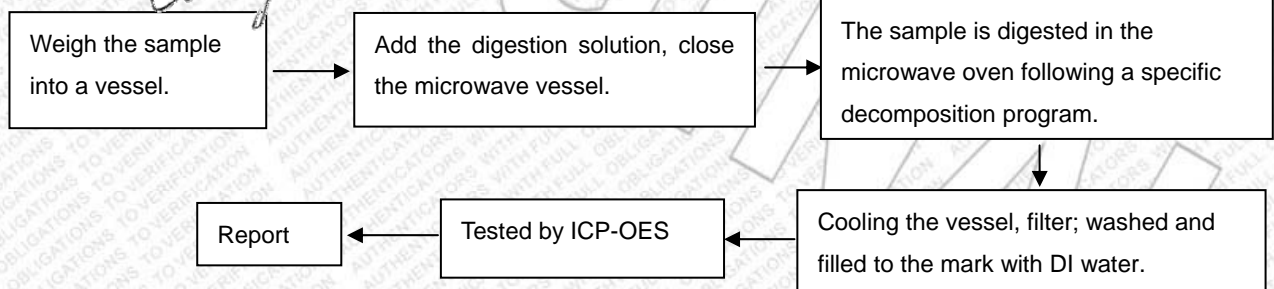 Weigh the sample
into a vessel.
Add the digestion solution, close
the microwave vessel.
The sample is digested in the
microwave oven following a specific
decomposition program.
Cooling the vessel, filter; washed and
filled to the mark with DI water.
Tested by ICP-OES
Report